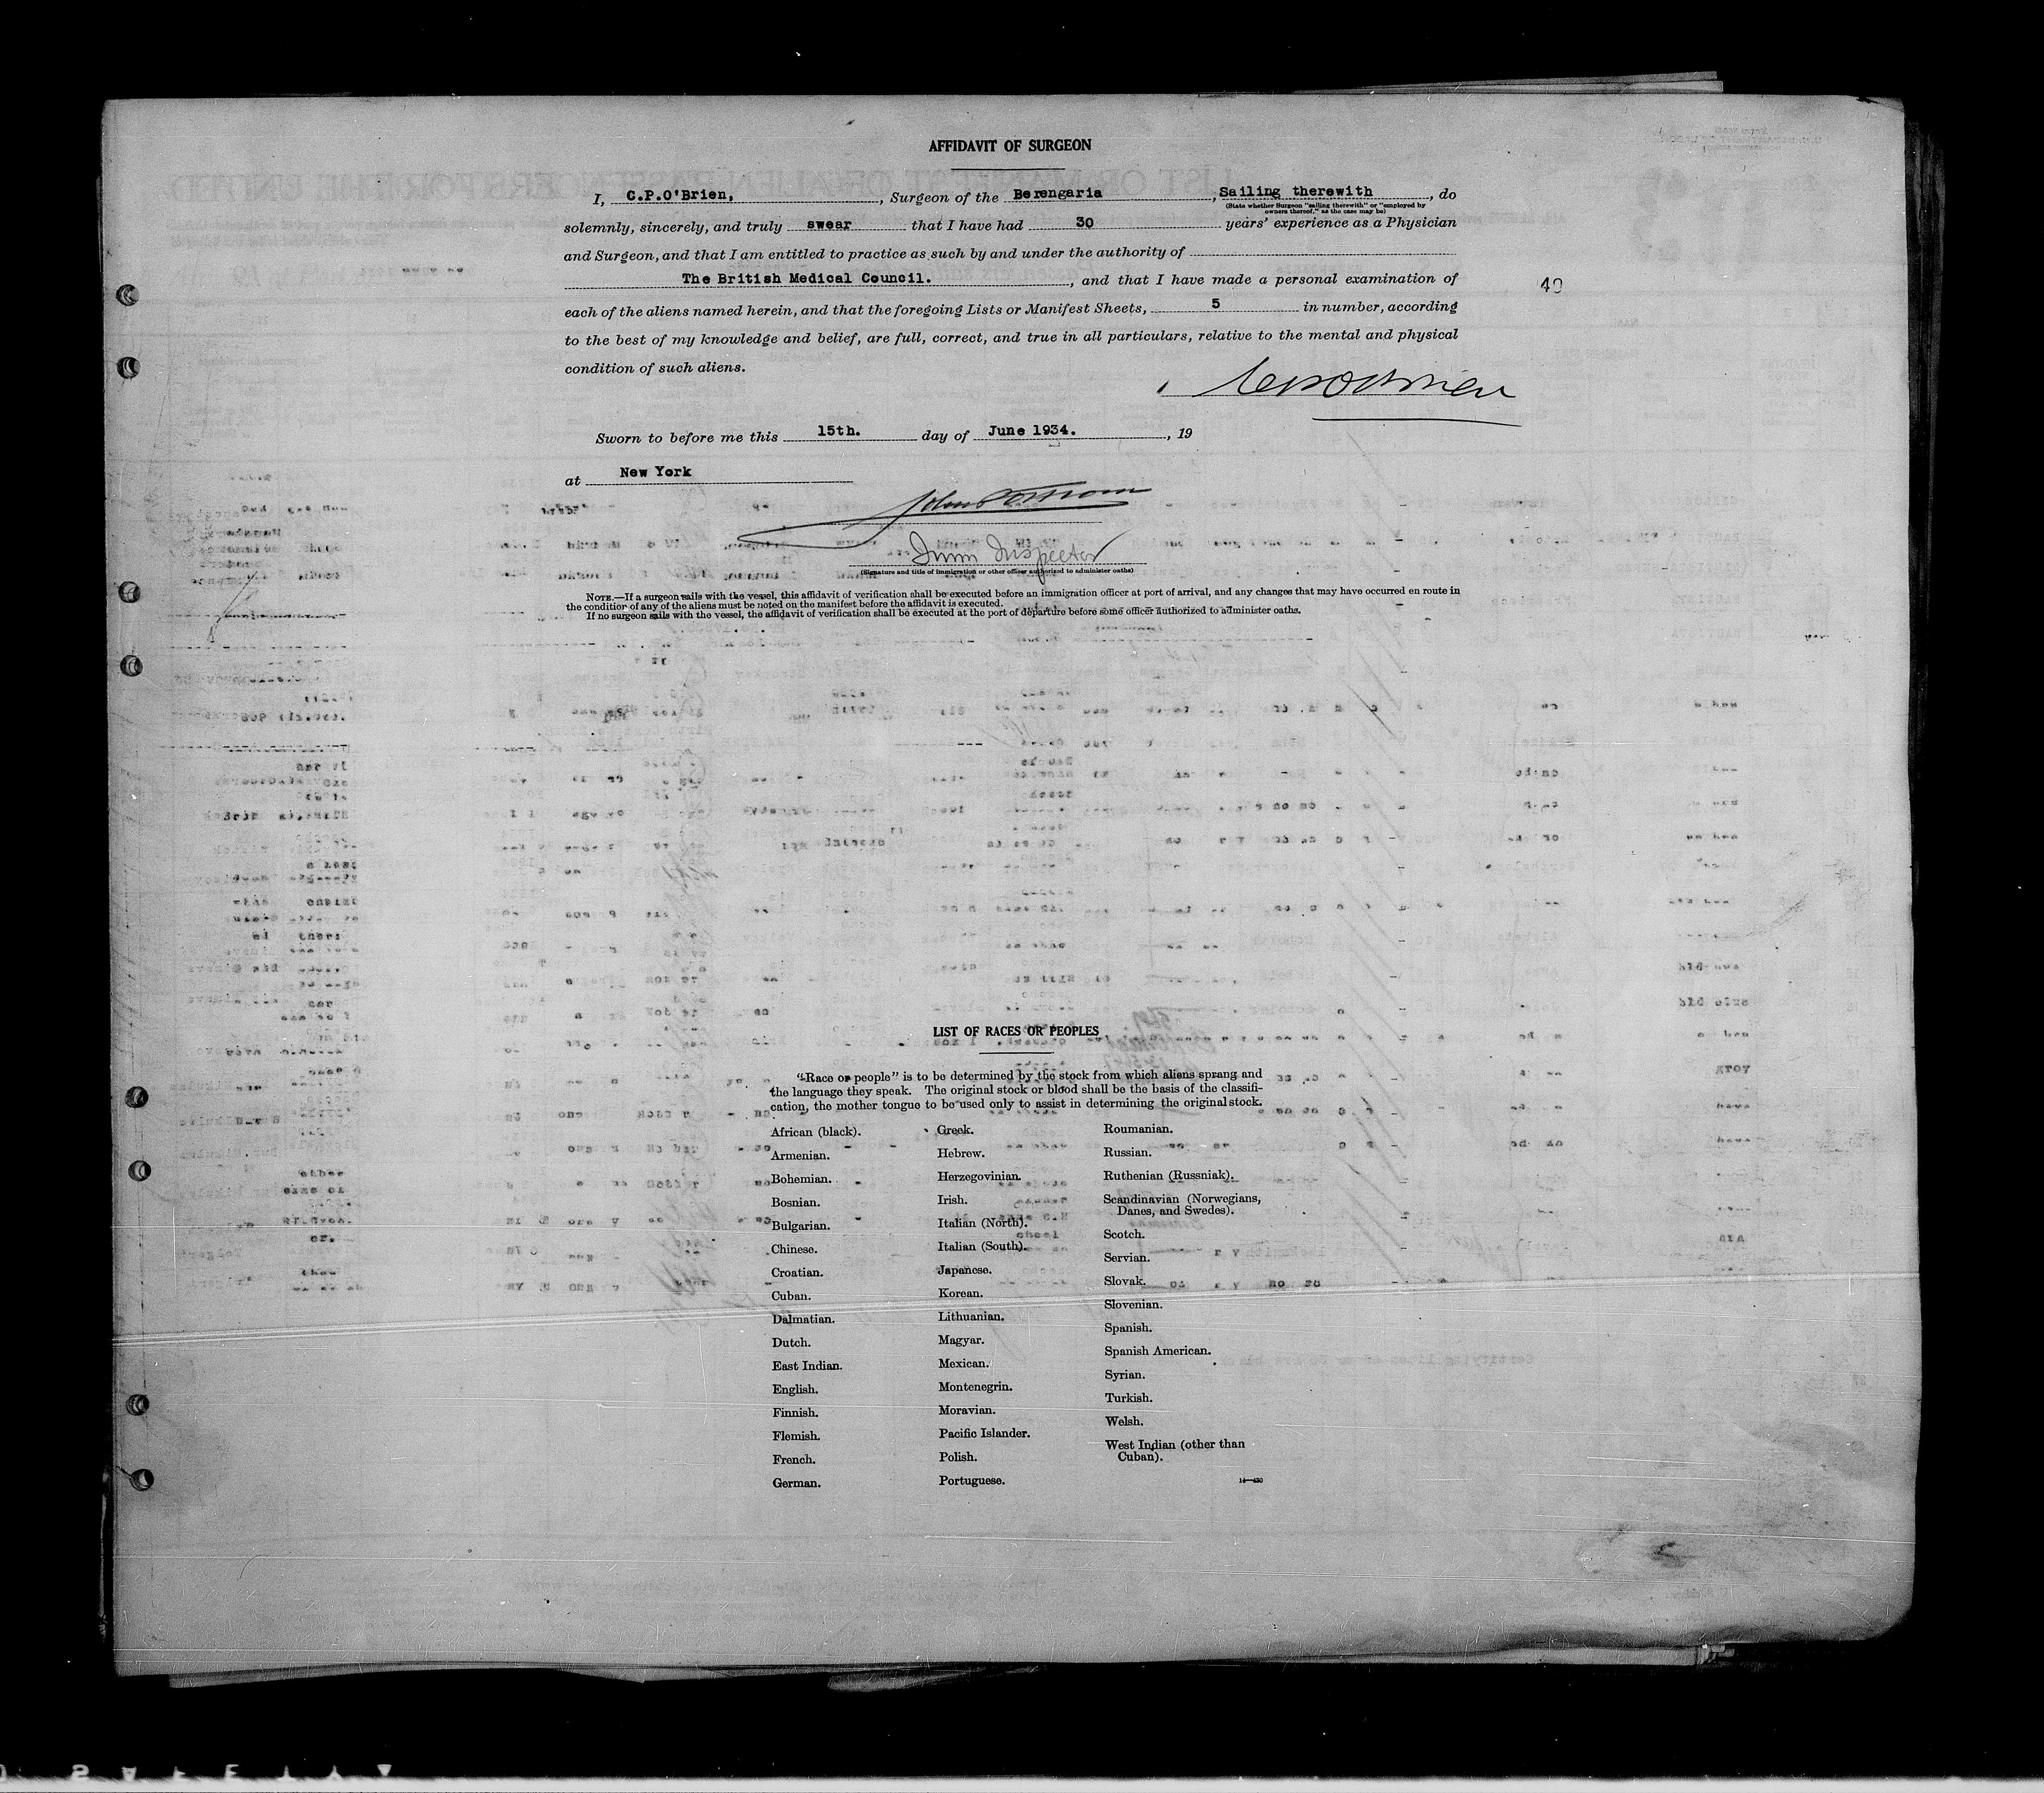 AFFIDAVIT OF SURGEON
I, C.P.O'Brien, , Surgeon of the Berengaria , Sailing therewith , do
(State whether Surgeon "sailing therewith" or "employed by
owners thereof," as the case may be)
solemnly, sincerely, and truly swear that I have had 30 years' experience as a Physician
and Surgeon, and that I am entitled to practice as such by and under the authority of
The British Medical Council. , and that I have made a personal examination of
40
each of the aliens named herein, and that the foregoing Lists or Manifest Sheets, 5 in number, according
to the best of my knowledge and belief, are full, correct, and true in all particulars, relative to the mental and physical
condition of such aliens.
Sworn to before me this 15th. day of June 1934. , 19
at New York
Imm Inspector
(Signature and title of immigration or other officer authorized to administer oaths)
NOTE.—If a surgeon sails with the vessel, this affidavit of verification shall be executed before an immigration officer at port of arrival, and any changes that may have occurred en route in
the condition of any of the aliens must be noted on the manifest before the affidavit is executed.
If no surgeon sails with the vessel, the affidavit of verification shall be executed at the port of departure before some officer authorized to administer oaths.
LIST OF RACES OR PEOPLES
"Race or people" is to be determined by the stock from which aliens sprang and
the language they speak. The original stock or blood shall be the basis of the classifi-
cation, the mother tongue to be used only to assist in determining the original stock.
African (black).
Armenian.
Bohemian.
Bosnian.
Bulgarian.
Chinese.
Croatian.
Cuban.
Dalmatian.
Dutch.
East Indian.
English.
Finnish.
Flemish.
French.
German.
Greek.
Hebrew.
Herzegovinian.
Irish.
Italian (North).
Italian (South).
Japanese.
Korean.
Lithuanian.
Magyar.
Mexican.
Montenegrin.
Moravian.
Pacific Islander.
Polish.
Portuguese.
Roumanian.
Russian.
Ruthenian (Russniak).
Scandinavian (Norwegians,
Danes, and Swedes).
Scotch.
Servian.
Slovak.
Slovenian.
Spanish.
Spanish American.
Syrian.
Turkish.
Welsh.
West Indian (other than
Cuban).